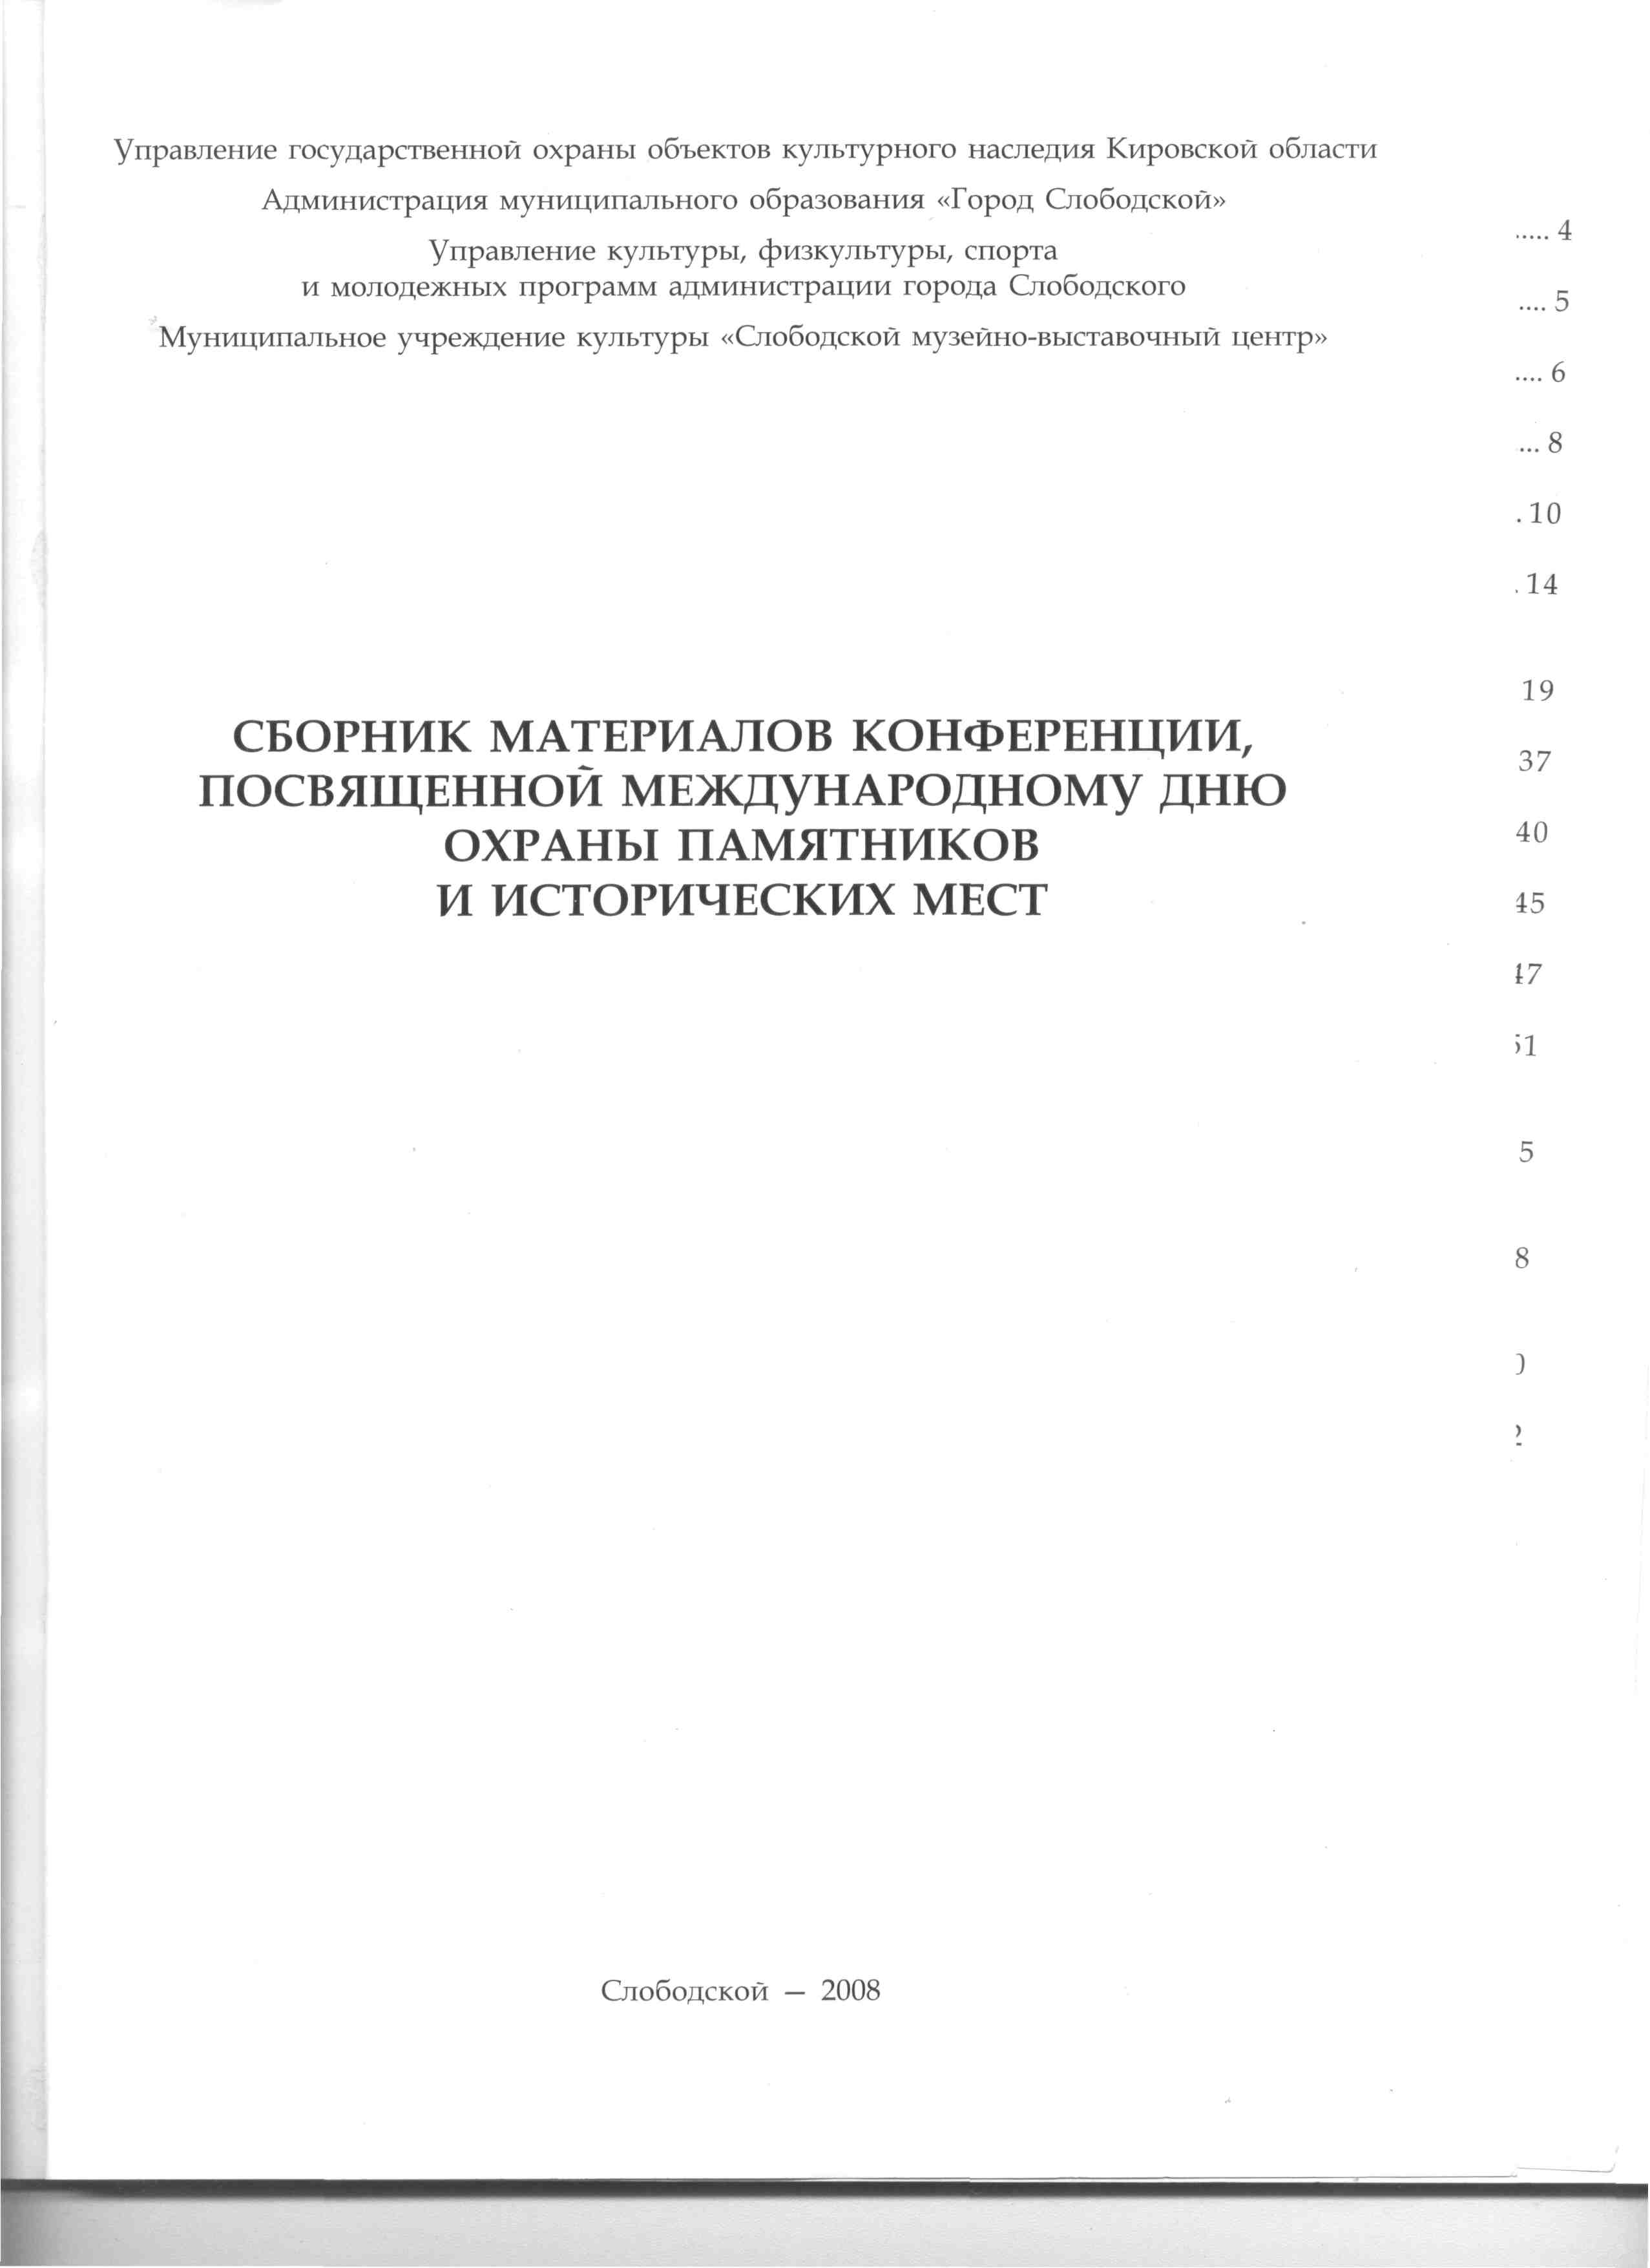 Управление государственной охраны объектов культурного наследия Кировской области
Администрация муниципального образования «Город Слободской»
Управление культуры, физкультуры, спорта
и молодежных программ администрации города Слободского
Муниципальное учреждение культуры «Слободской музейно-выставочный центр»
СБОРНИК МАТЕРИАЛОВ КОНФЕРЕНЦИИ,
ПОСВЯЩЕННОЙ МЕЖДУНАРОДНОМУ ДНЮ
ОХРАНЫ ПАМЯТНИКОВ
И ИСТОРИЧЕСКИХ МЕСТ
Слободской — 2008
..... 4
.... 5
.... 6
... 8
. 10
. 14
19
37
40
45
47
5
8